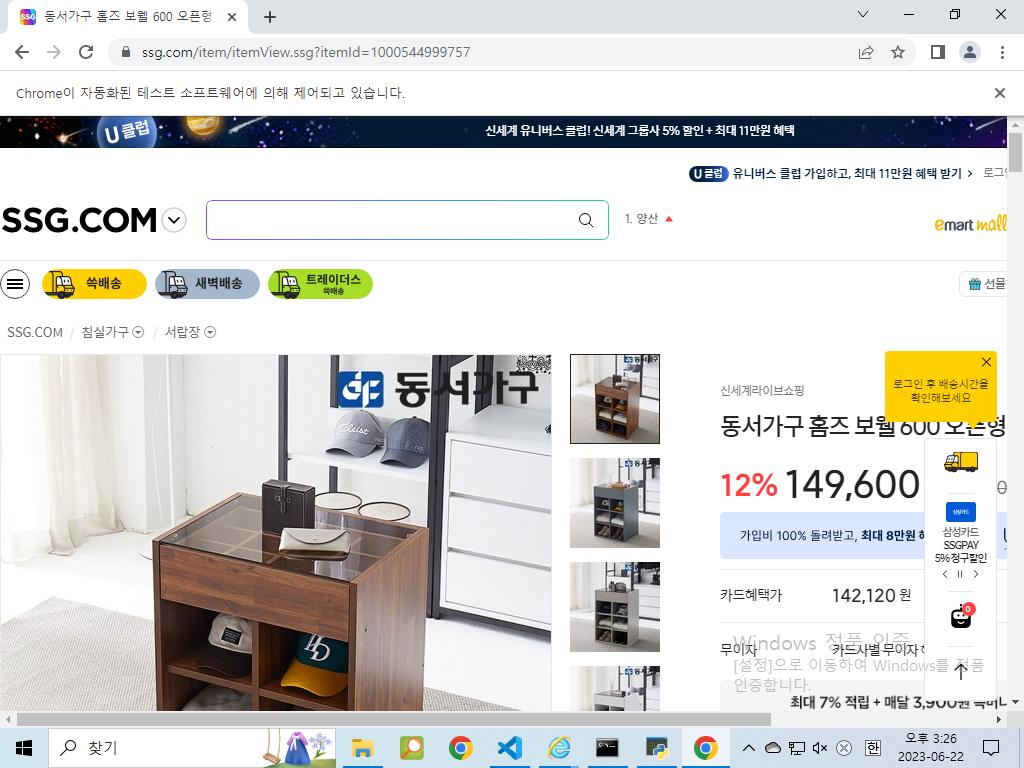 동서가구 홈즈 보웰 600 오픈형
ssg.com/item/itemView.ssg?itemId=1000544999757
Chrome이 자동화된 테스트 소프트웨어에 의해 제어되고 있습니다.
U클럽
신세계 유니버스 클럽! 신세계 그룹사 5% 할인 + 최대 11만원 혜택
U 클럽 유니버스 클럽 가입하고, 최대 11만원 혜택 받기 >
로그인
SSG.COM
1. 양산
emart mall
쓱배송
새벽배송
트레이더스
쓱배송
선물
SSG.COM / 침실가구 / 서랍장
동서가구
로그인 후 배송시간을
확인해보세요
신세계라이브쇼핑
동서가구 홈즈 보웰 600 오픈형
12% 149,600
가입비 100% 돌려받고, 최대 8만원 혜
삼성카드
삼성카드
SSGPAY
5% 청구할인
카드혜택가 142,120 원
0
무이자 카드사별 무이자
최대 7% 적립 + 매달 3,900원 쓱머니
Windows 정품 인증
[설정]으로 이동하여 Windows를 정품
인증합니다.
찾기
한
오후 3:26
2023-06-22